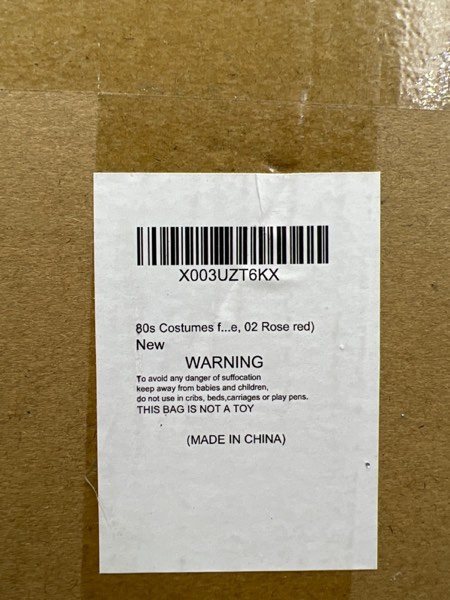 X003UZT6KX
80s Costumes f...e, 02 Rose red)
New
WARNING
To avoid any danger of suffocation
keep away from babies and children,
do not use in cribs, beds,carriages or play pens.
THIS BAG IS NOT A TOY
(MADE IN CHINA)